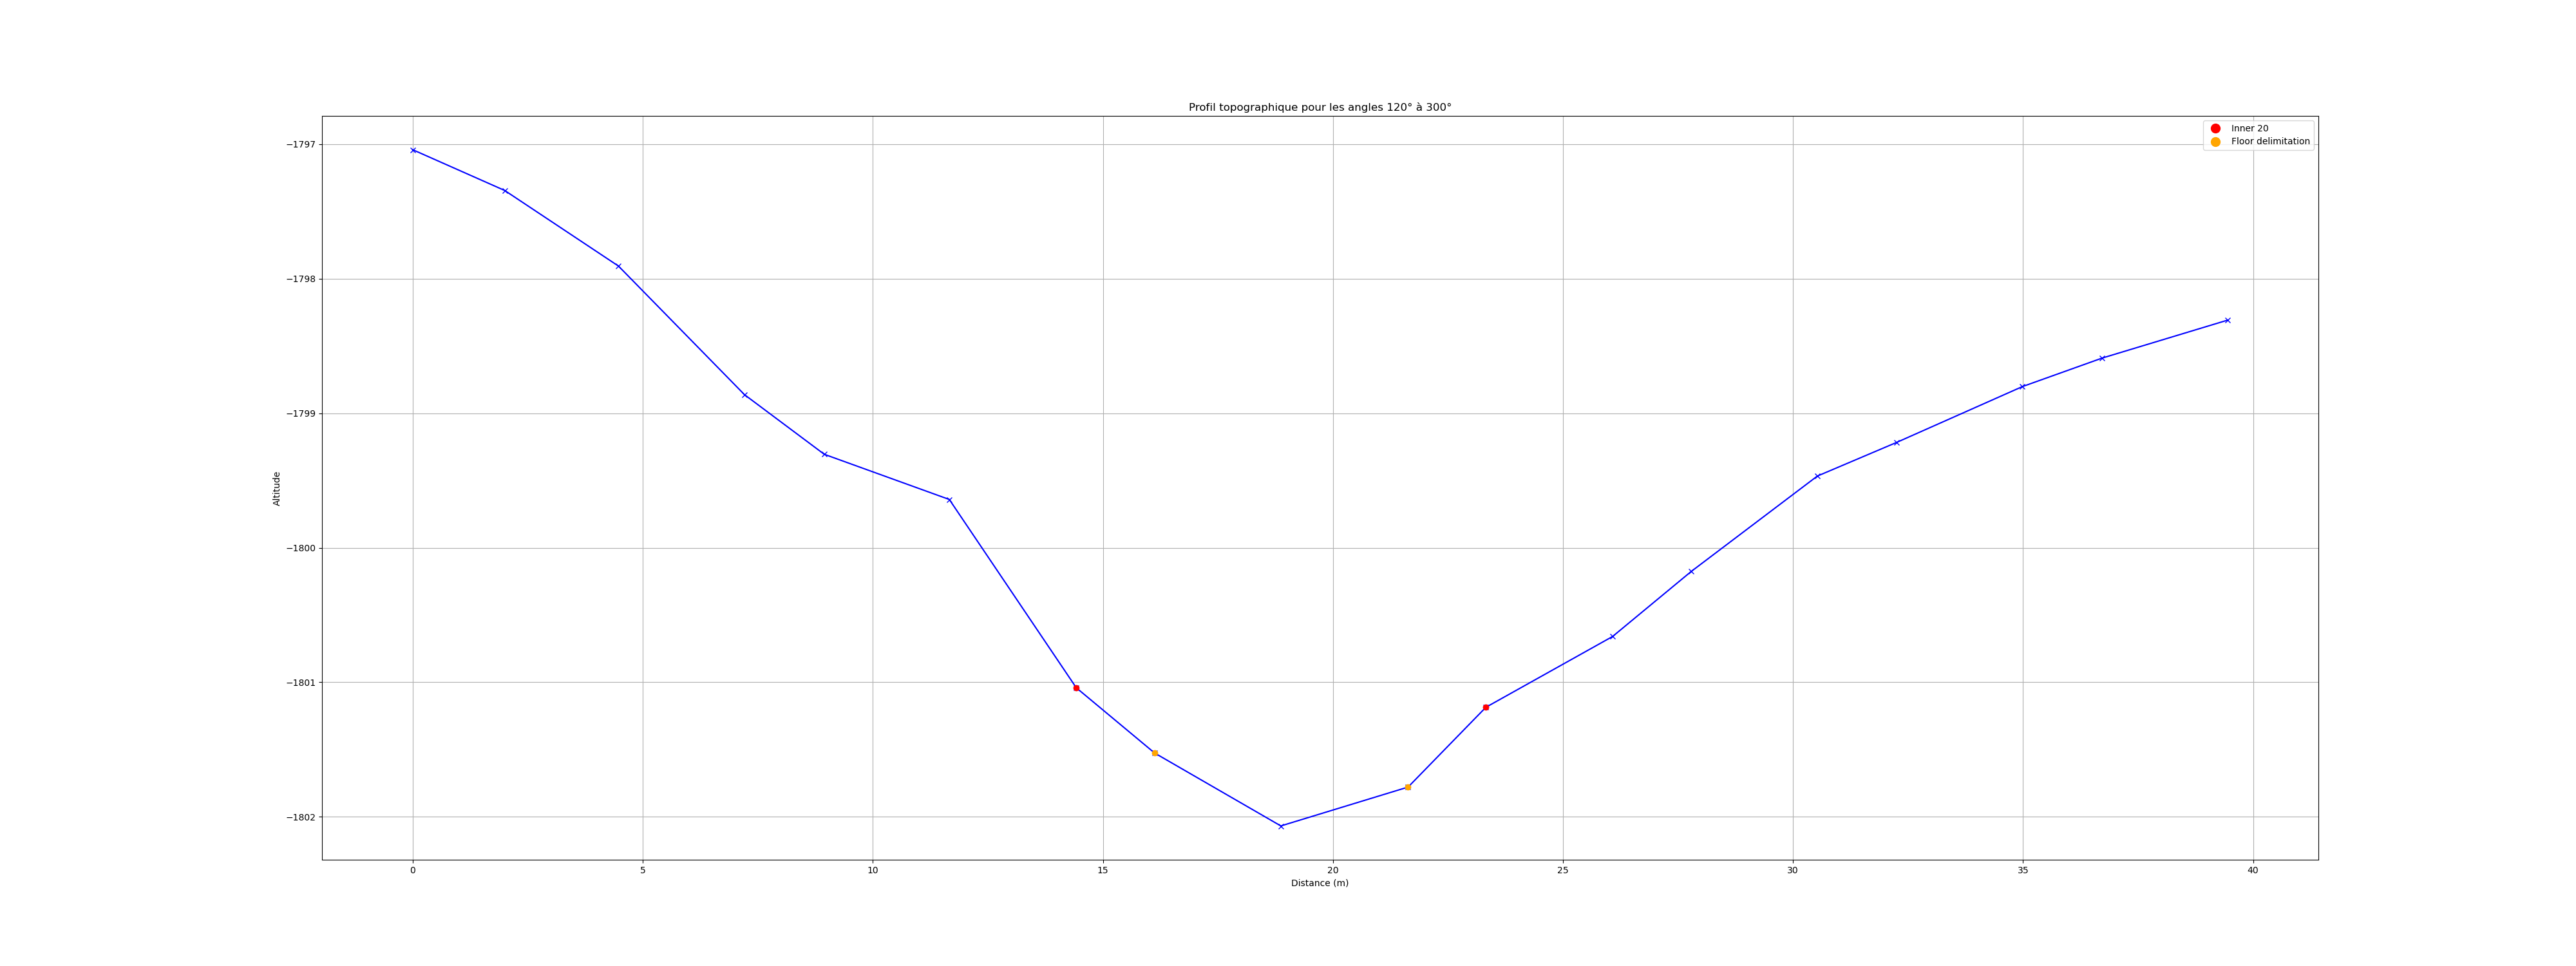 Profil topographique pour les angles 120° à 300°
Inner 20
Floor delimitation
−1797
−1798
−1799
−1800
−1801
−1802
Altitude
0 5 10 15 20 25 30 35 40
Distance (m)